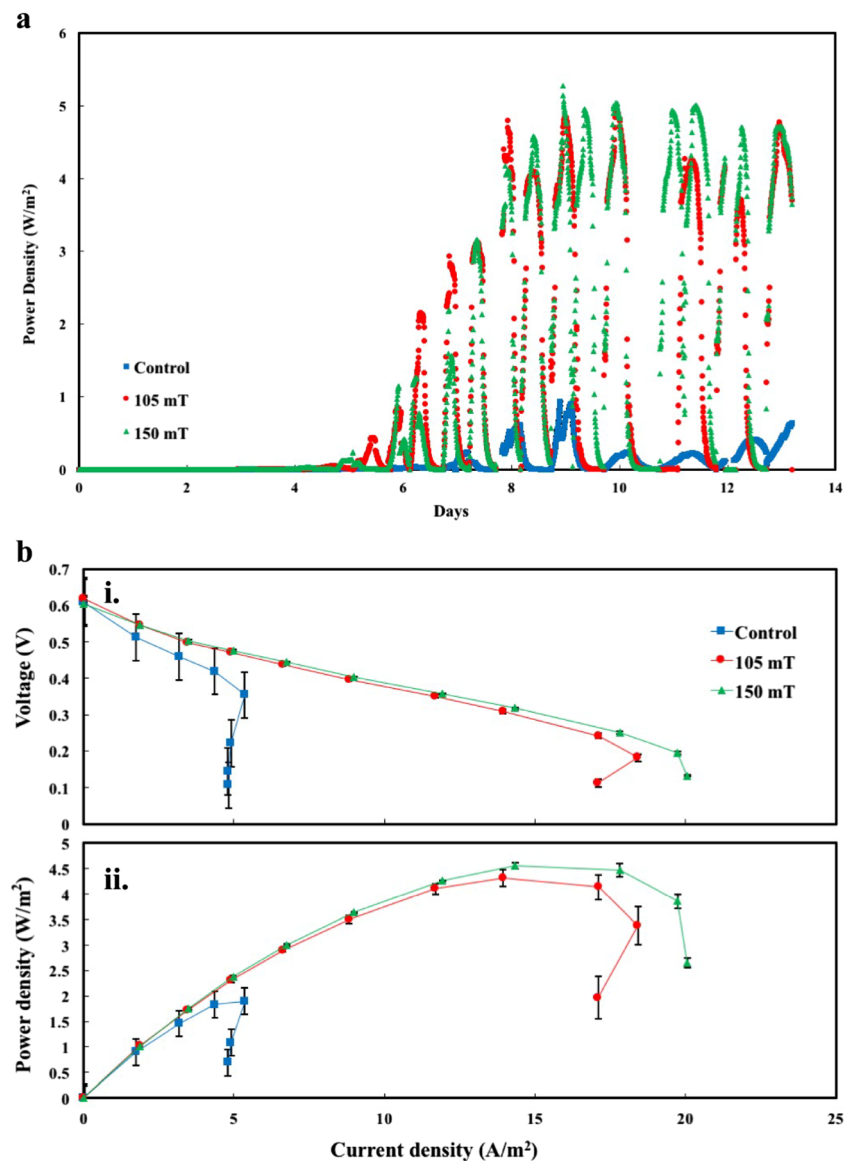 a
6
5
4
3
2
1
0
Power Density (W/m²)
Control
105 mT
150 mT
0 2 4 6 8 10 12 14
Days
b
i.
0.7
0.6
0.5
0.4
0.3
0.2
0.1
0
Voltage (V)
Control
105 mT
150 mT
ii.
5
4.5
4
3.5
3
2.5
2
1.5
1
0.5
0
Power density (W/m²)
0 5 10 15 20 25
Current density (A/m²)